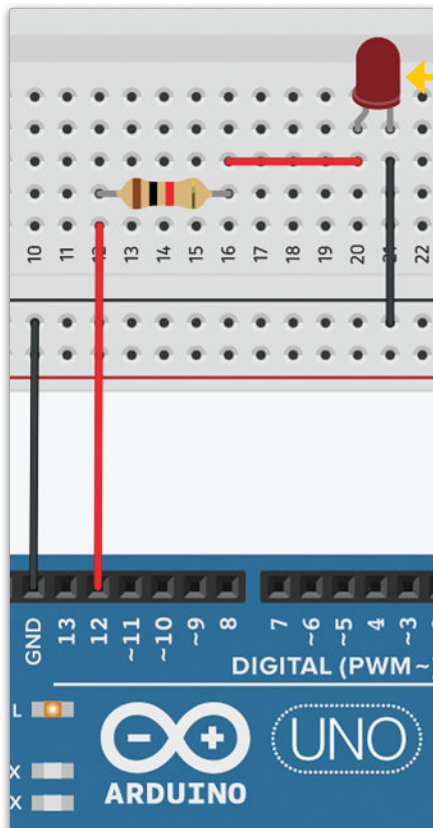 10 11 12 13 14 15 16 17 18 19 20 21 22
GND 13 12 ~11 ~10 ~9 8 7 ~6 ~5 4 ~3
DIGITAL (PWM~)
L
UNO
X
X
ARDUINO